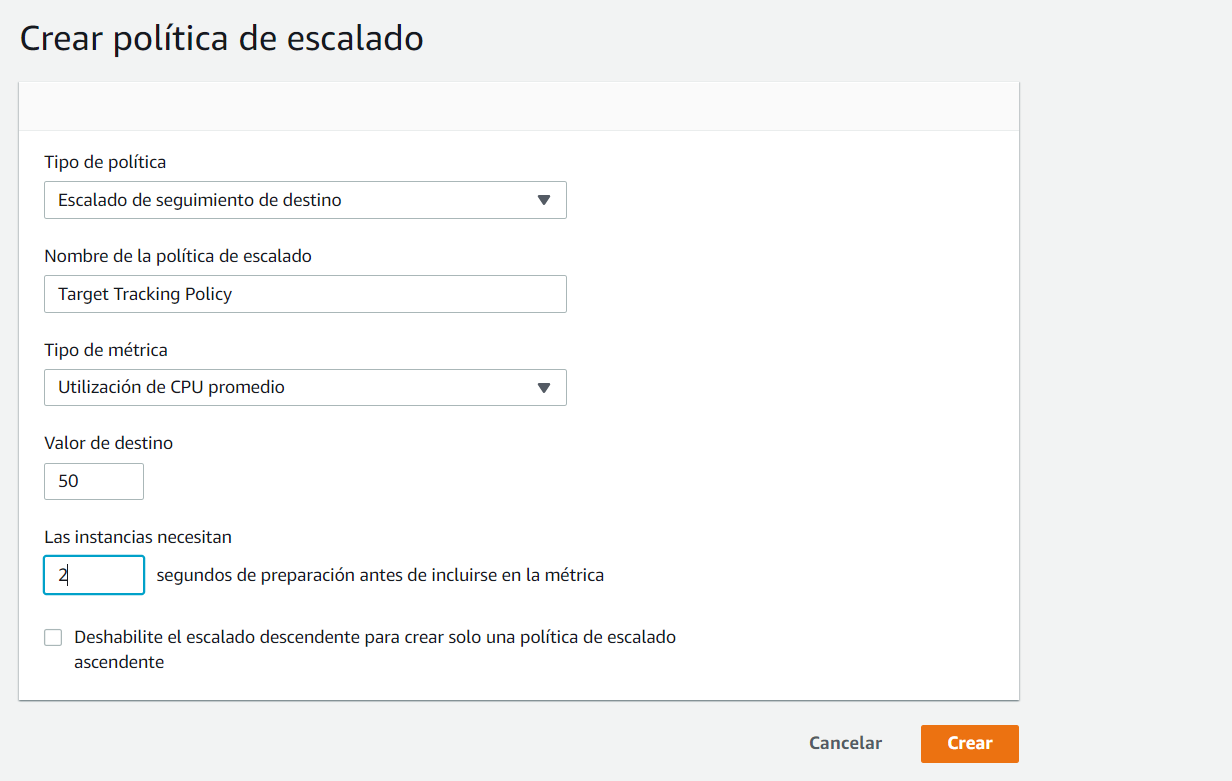 Crear política de escalado
Tipo de política
Escalado de seguimiento de destino
Nombre de la política de escalado
Target Tracking Policy
Tipo de métrica
Utilización de CPU promedio
Valor de destino
50
Las instancias necesitan
2 segundos de preparación antes de incluirse en la métrica
Deshabilite el escalado descendente para crear solo una política de escalado
ascendente
Cancelar Crear